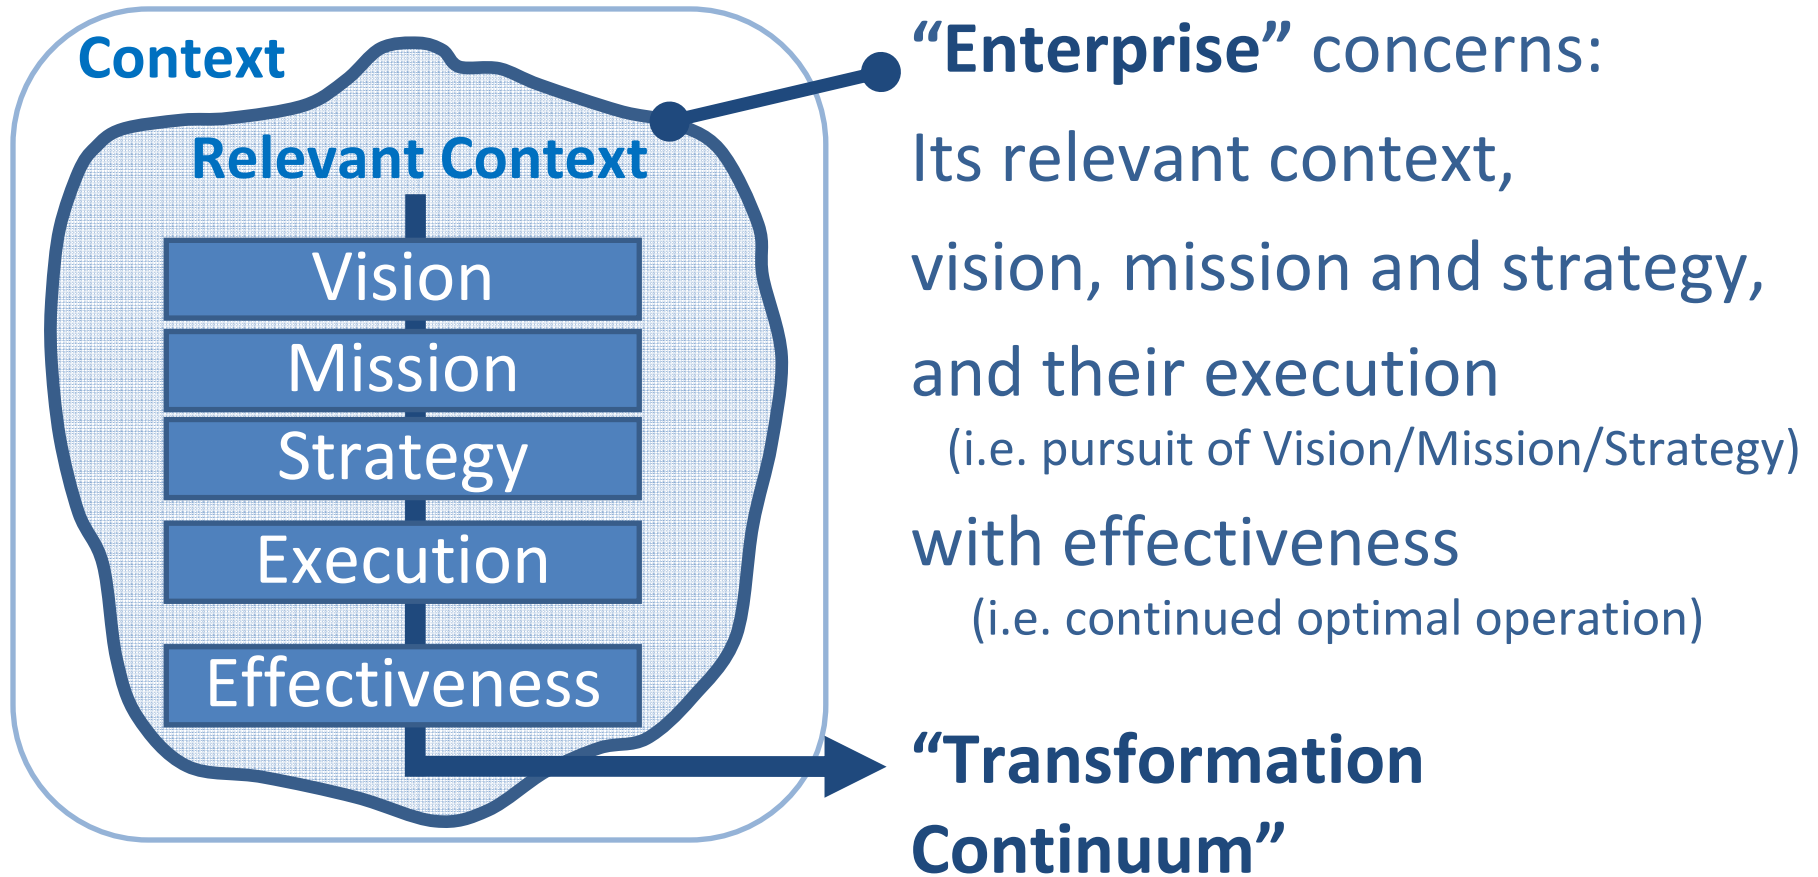 Context
Relevant Context
Vision
Mission
Strategy
Execution
Effectiveness
“Enterprise” concerns:
Its relevant context,
vision, mission and strategy,
and their execution
(i.e. pursuit of Vision/Mission/Strategy)
with effectiveness
(i.e. continued optimal operation)
“Transformation
Continuum”